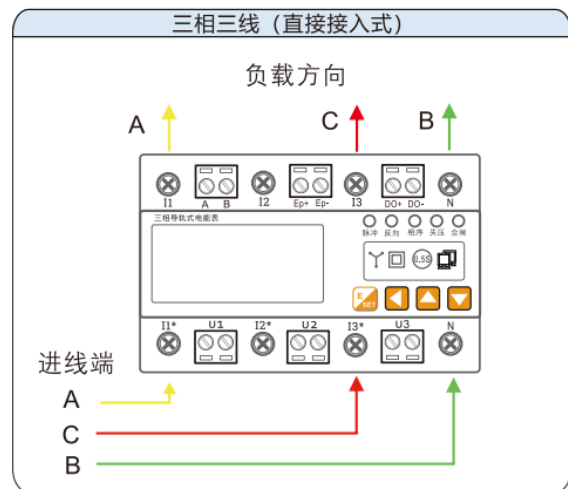 三相三线（直接接入式）
负载方向
A C B
I1 A B I2 Ep+ Ep- I3 DO+ DO- N
三相导轨式电能表
脉冲 反向 相序 失压 合闸
0.5S
E SET
I1* U1 I2* U2 I3* U3 N
进线端
A
C
B